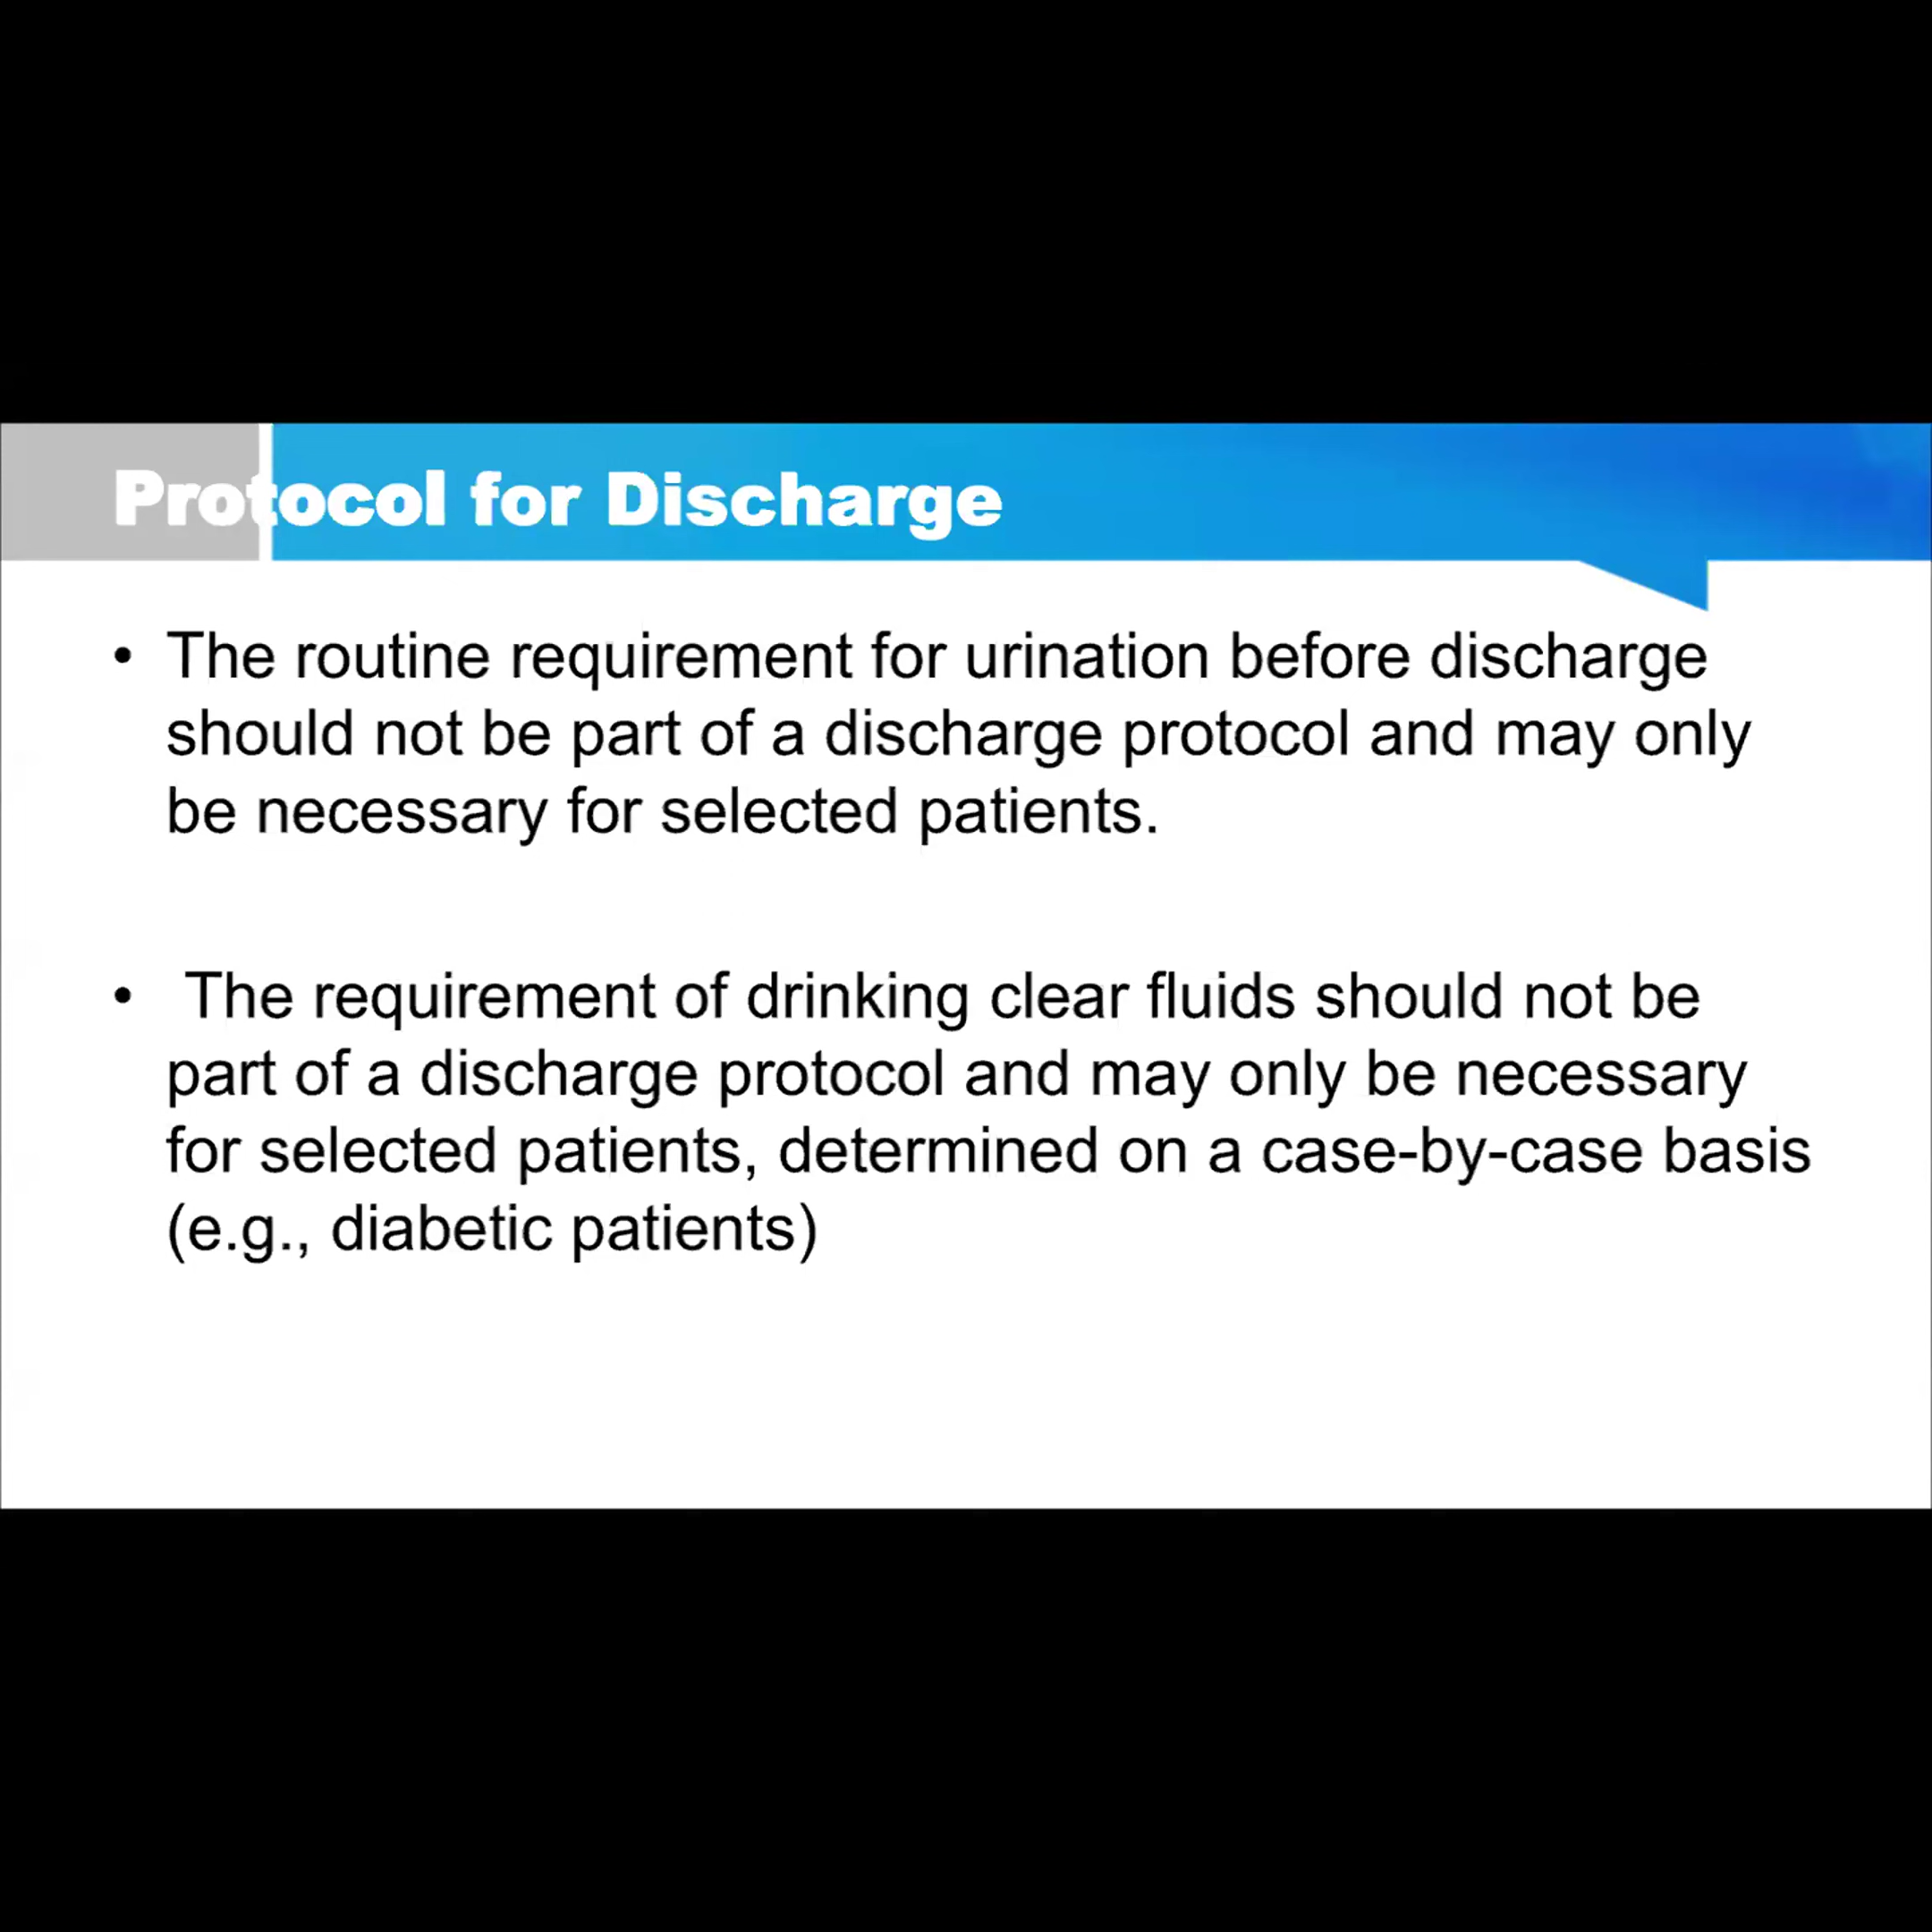 Protocol for Discharge
• The routine requirement for urination before discharge
should not be part of a discharge protocol and may only
be necessary for selected patients.
• The requirement of drinking clear fluids should not be
part of a discharge protocol and may only be necessary
for selected patients, determined on a case-by-case basis
(e.g., diabetic patients)